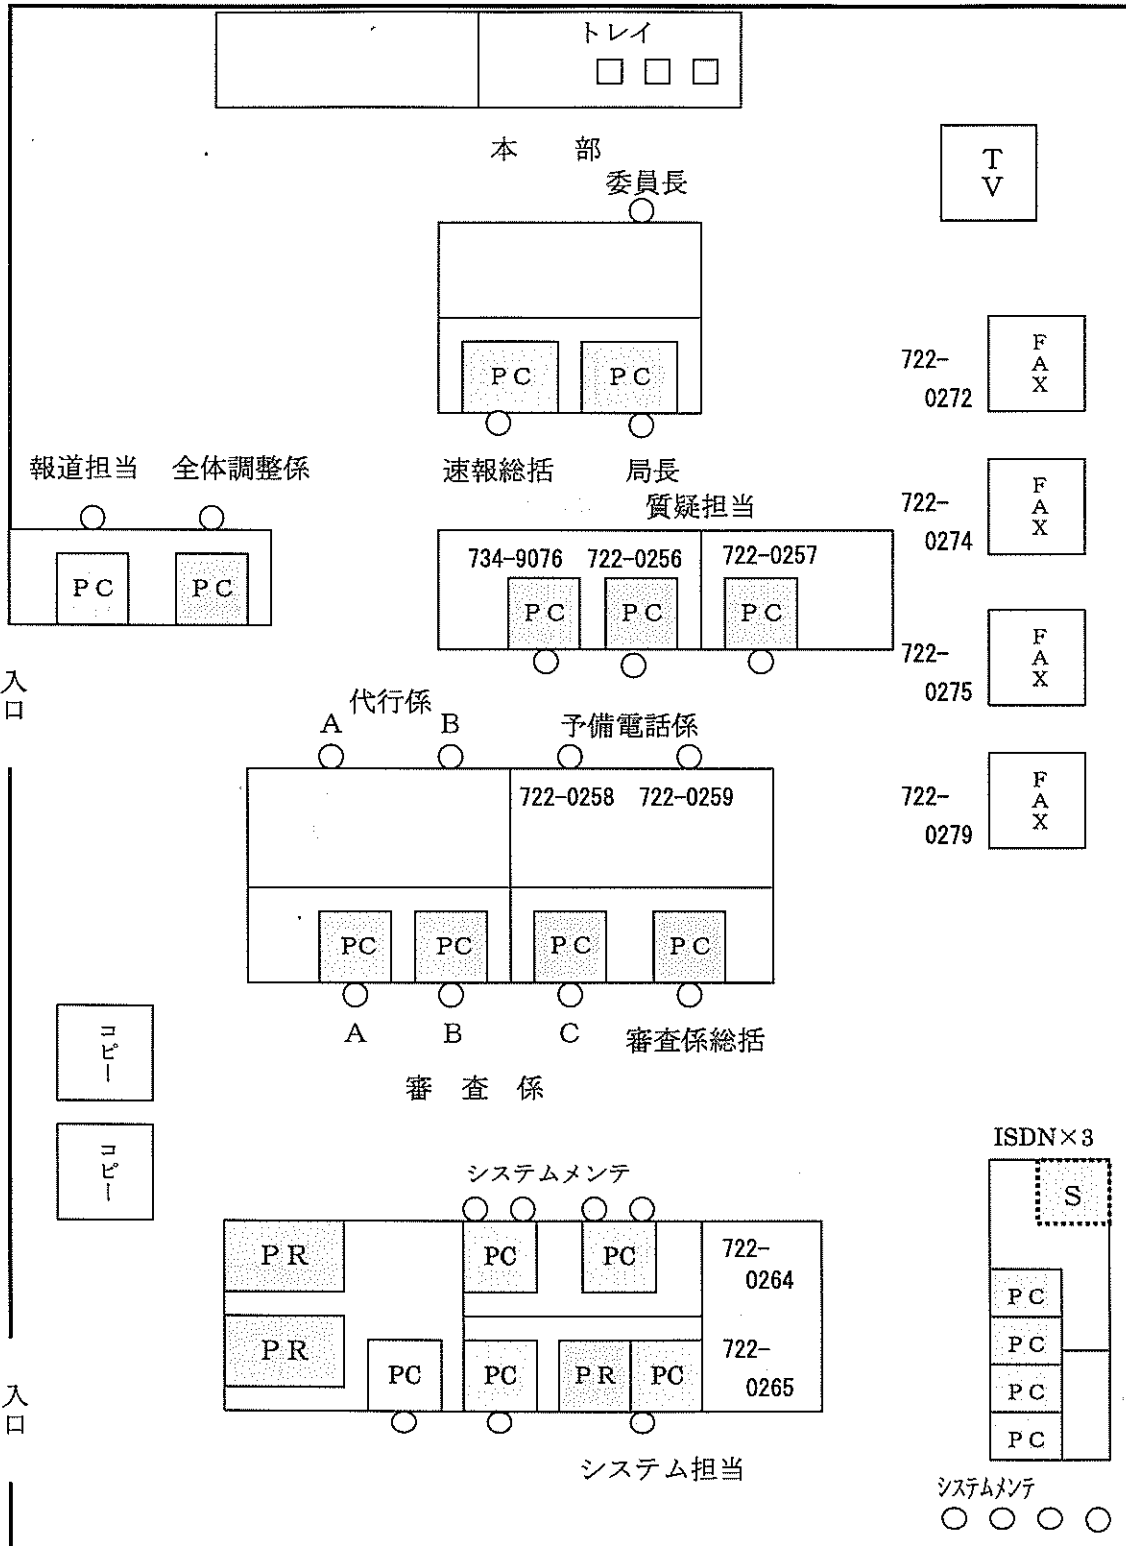 トレイ
本　部
委員長
TV
PC PC
722-
0272
FAX
報道担当 全体調整係 速報総括 局長
質疑担当
722-
0274
FAX
PC PC
734-9076 722-0256 722-0257
PC PC PC
722-
0275
FAX
入口
代行係
A B 予備電話係
722-0258 722-0259
722-
0279
FAX
PC PC PC PC
A B C 審査係総括
審　査　係
コピー
コピー
ISDN×3
S
システムメンテ
PR PC PC 722-
0264
PR PC PC PR PC 722-
0265
PC
PC
PC
PC
入口
システム担当
システムメンテ